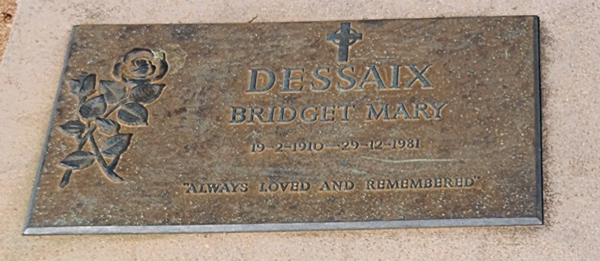 DESSAIX
BRIDGET MARY
19-2-1910—29-12-1981
"ALWAYS LOVED AND REMEMBERED"